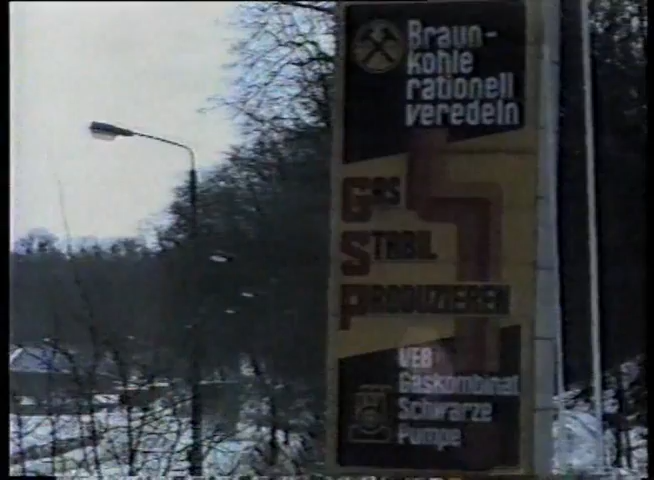 Braun-
kohle
rationell
veredeln
GAS
STABIL
PRODUZIEREN
VEB
Gaskombinat
Schwarze
Pumpe